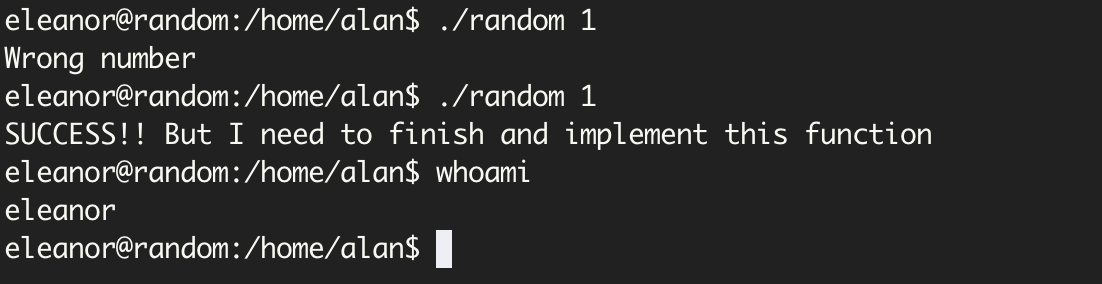 eleanor@random:/home/alan$ ./random 1
Wrong number
eleanor@random:/home/alan$ ./random 1
SUCCESS!! But I need to finish and implement this function
eleanor@random:/home/alan$ whoami
eleanor
eleanor@random:/home/alan$